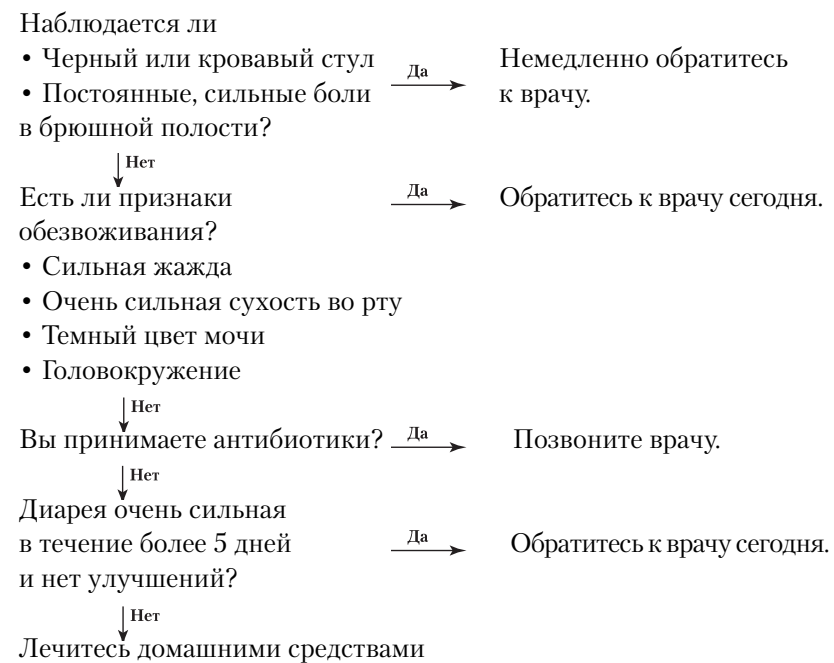 Наблюдается ли
• Черный или кровавый стул
• Постоянные, сильные боли
в брюшной полости?
Да
Немедленно обратитесь
к врачу.
Нет
Есть ли признаки
обезвоживания?
Да
Обратитесь к врачу сегодня.
• Сильная жажда
• Очень сильная сухость во рту
• Темный цвет мочи
• Головокружение
Нет
Вы принимаете антибиотики?
Да
Позвоните врачу.
Нет
Диарея очень сильная
в течение более 5 дней
и нет улучшений?
Да
Обратитесь к врачу сегодня.
Нет
Лечитесь домашними средствами